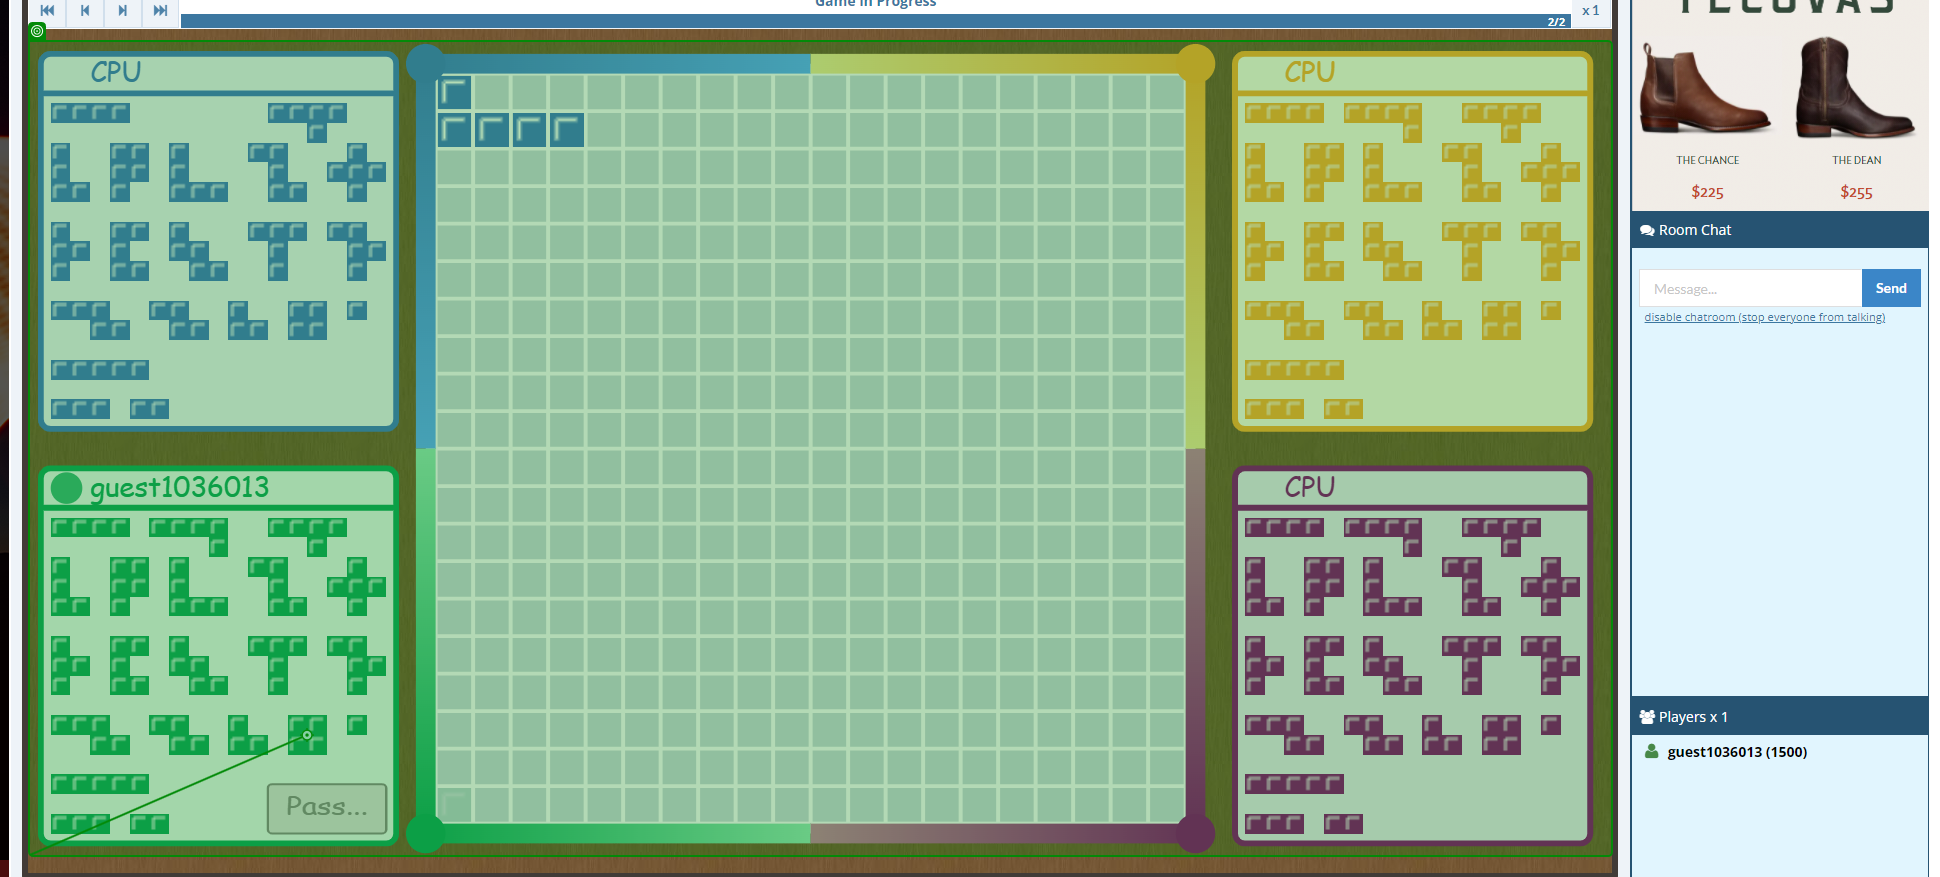 Game in Progress
x 1
2/2
CPU
CPU
guest1036013
Pass...
CPU
TECOVAS
THE CHANCE
THE DEAN
$225
$255
Room Chat
Message...
Send
disable chatroom (stop everyone from talking)
Players x 1
guest1036013 (1500)